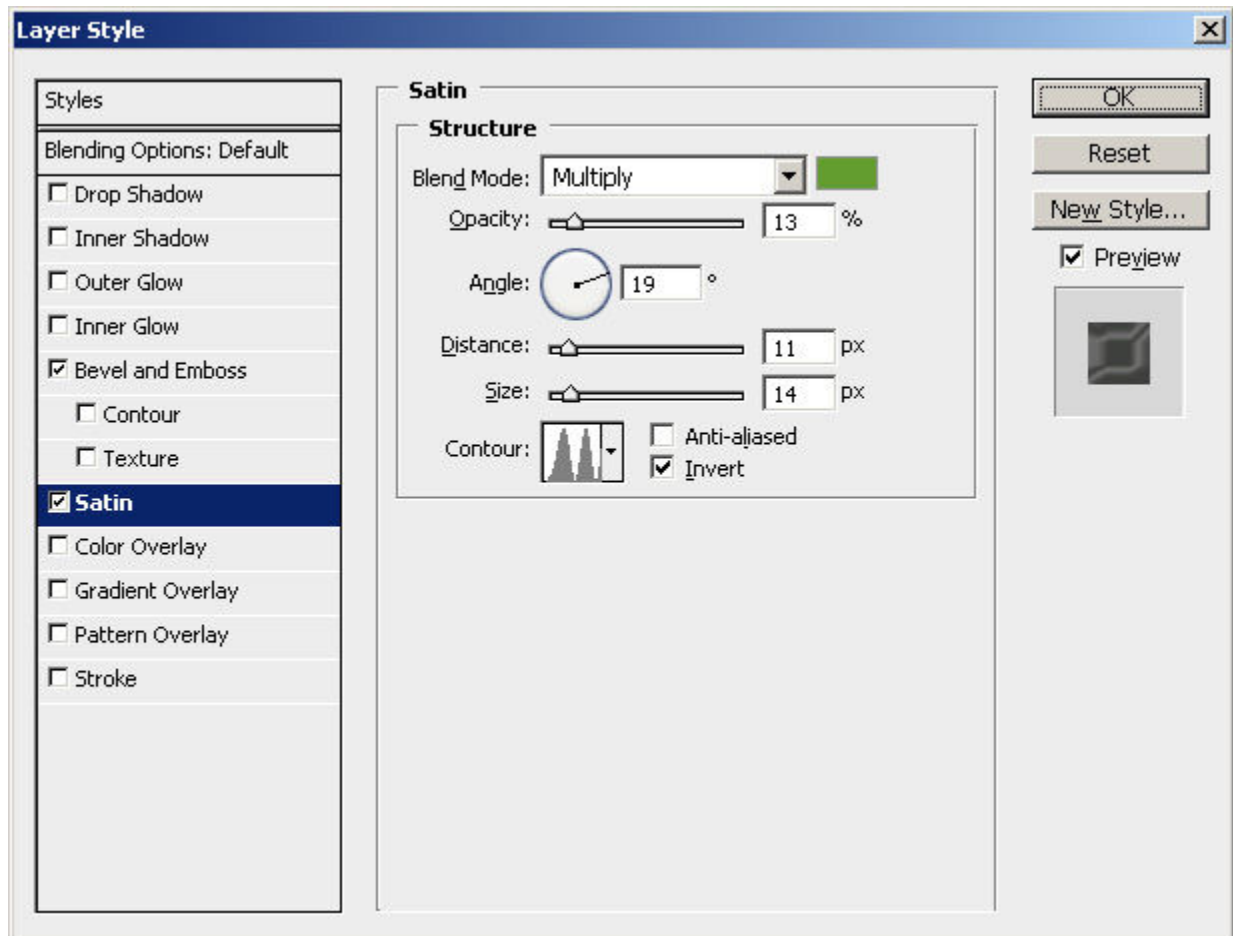 Layer Style
Styles
Blending Options: Default
Drop Shadow
Inner Shadow
Outer Glow
Inner Glow
Bevel and Emboss
Contour
Texture
Satin
Color Overlay
Gradient Overlay
Pattern Overlay
Stroke
Satin
Structure
Blend Mode: Multiply
Opacity: 13 %
Angle: 19 °
Distance: 11 px
Size: 14 px
Contour: Anti-aliased
Invert
OK
Reset
New Style...
Preview